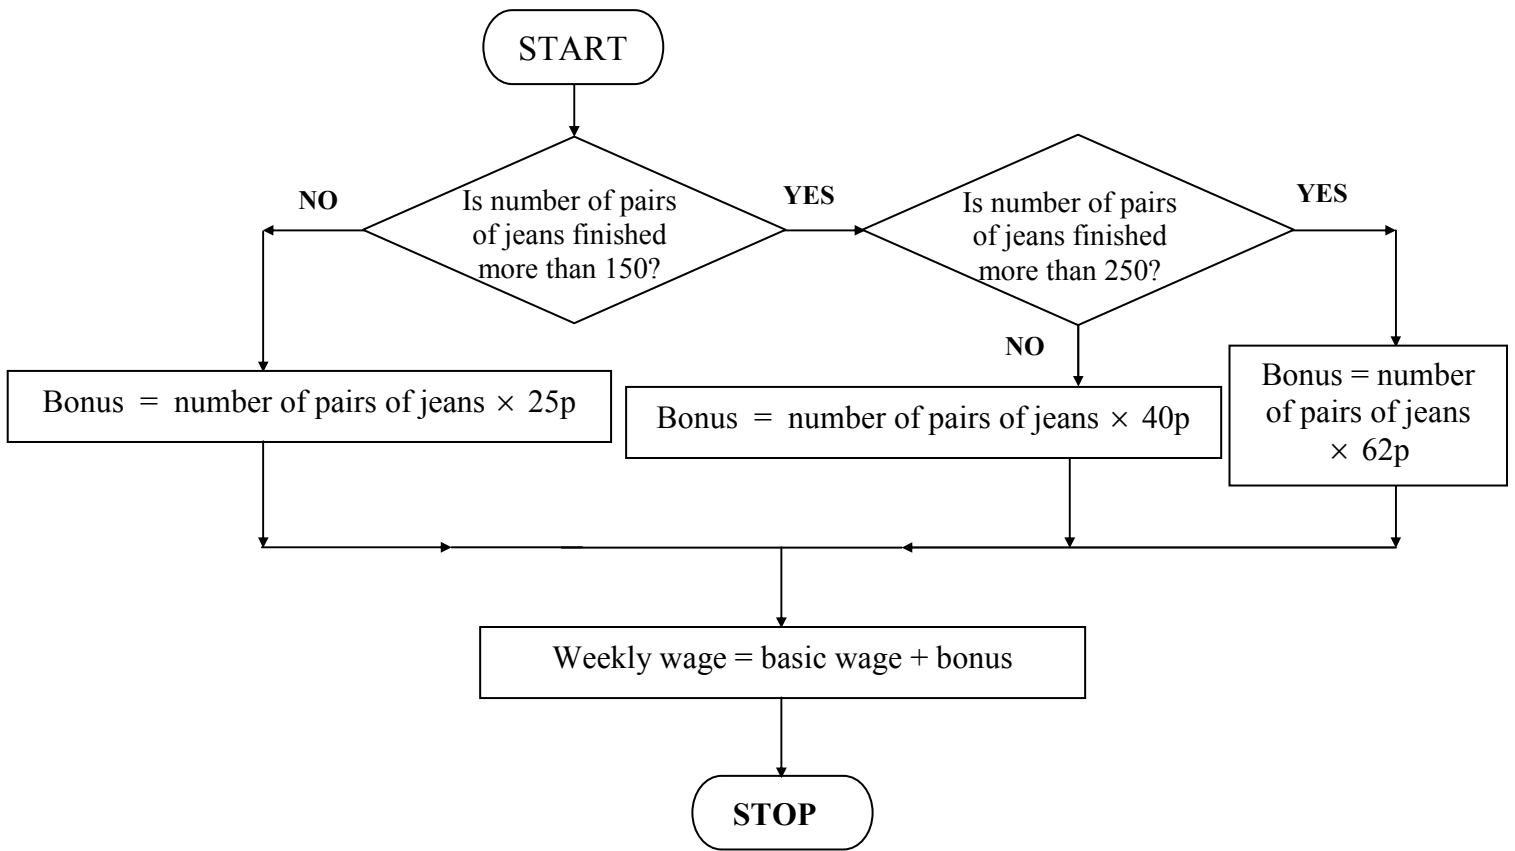 START
NO
Is number of pairs
of jeans finished
more than 150?
YES
Is number of pairs
of jeans finished
more than 250?
YES
NO
Bonus = number of pairs of jeans × 25p
Bonus = number of pairs of jeans × 40p
Bonus = number
of pairs of jeans
× 62p
Weekly wage = basic wage + bonus
STOP